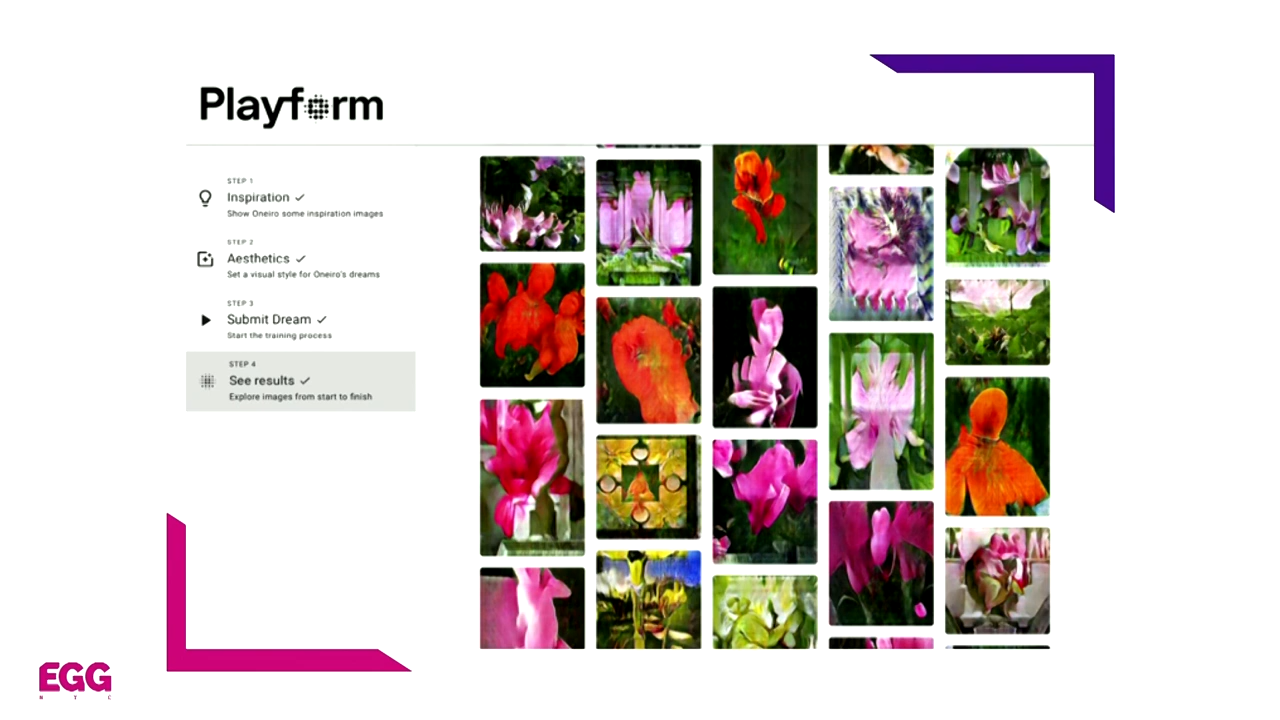 Playform
STEP 1
Inspiration
Show Oneiro some inspiration images
STEP 2
Aesthetics
Set a visual style for Oneiro's dreams
STEP 3
Submit Dream
Start the training process
STEP 4
See results
Explore images from start to finish
EGG
N Y C